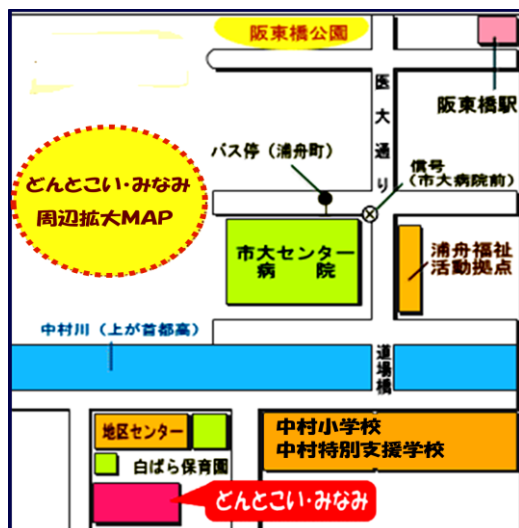 阪東橋公園
阪東橋駅
医大通り
どんとこい・みなみ
周辺拡大MAP
バス停（浦舟町）
信号
（市大病院前）
市大センター
病院
浦舟福祉
活動拠点
中村川（上が首都高）
道場橋
地区センター
中村小学校
中村特別支援学校
白ばら保育園
どんとこい・みなみ